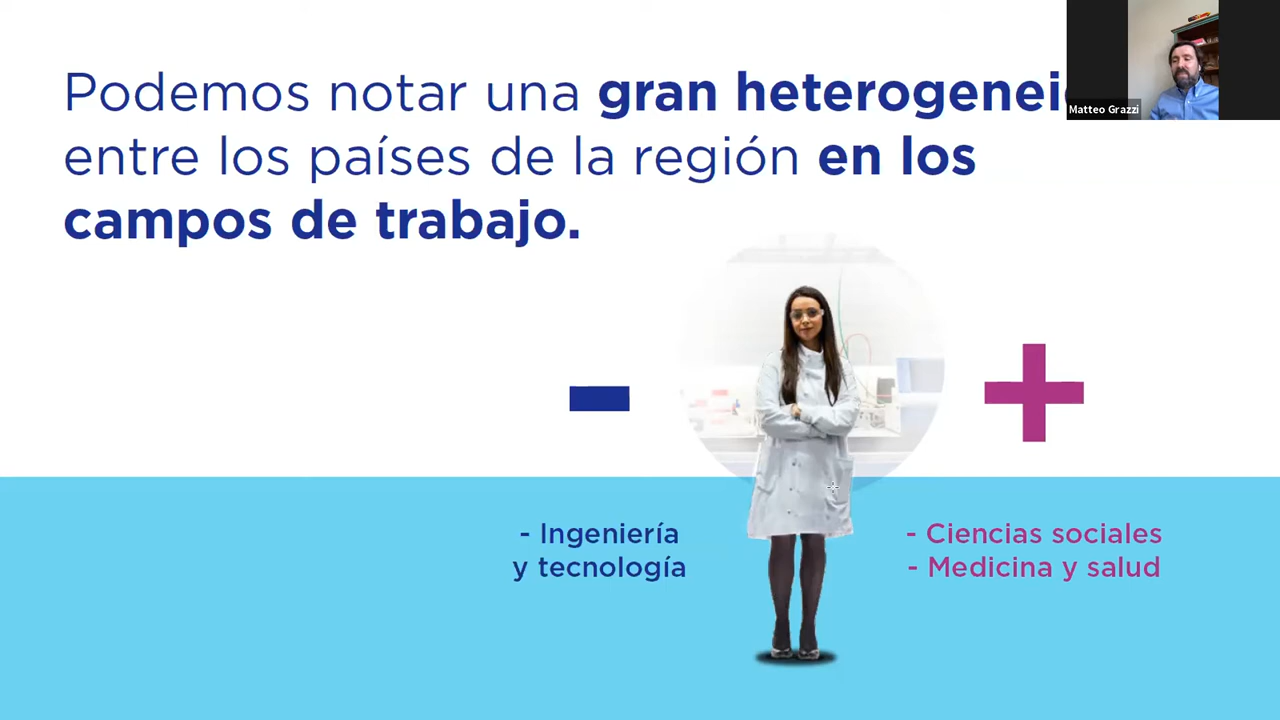 Podemos notar una gran heterogenei
entre los países de la región en los
campos de trabajo.
Matteo Grazzi
- Ingeniería
y tecnología
- Ciencias sociales
- Medicina y salud